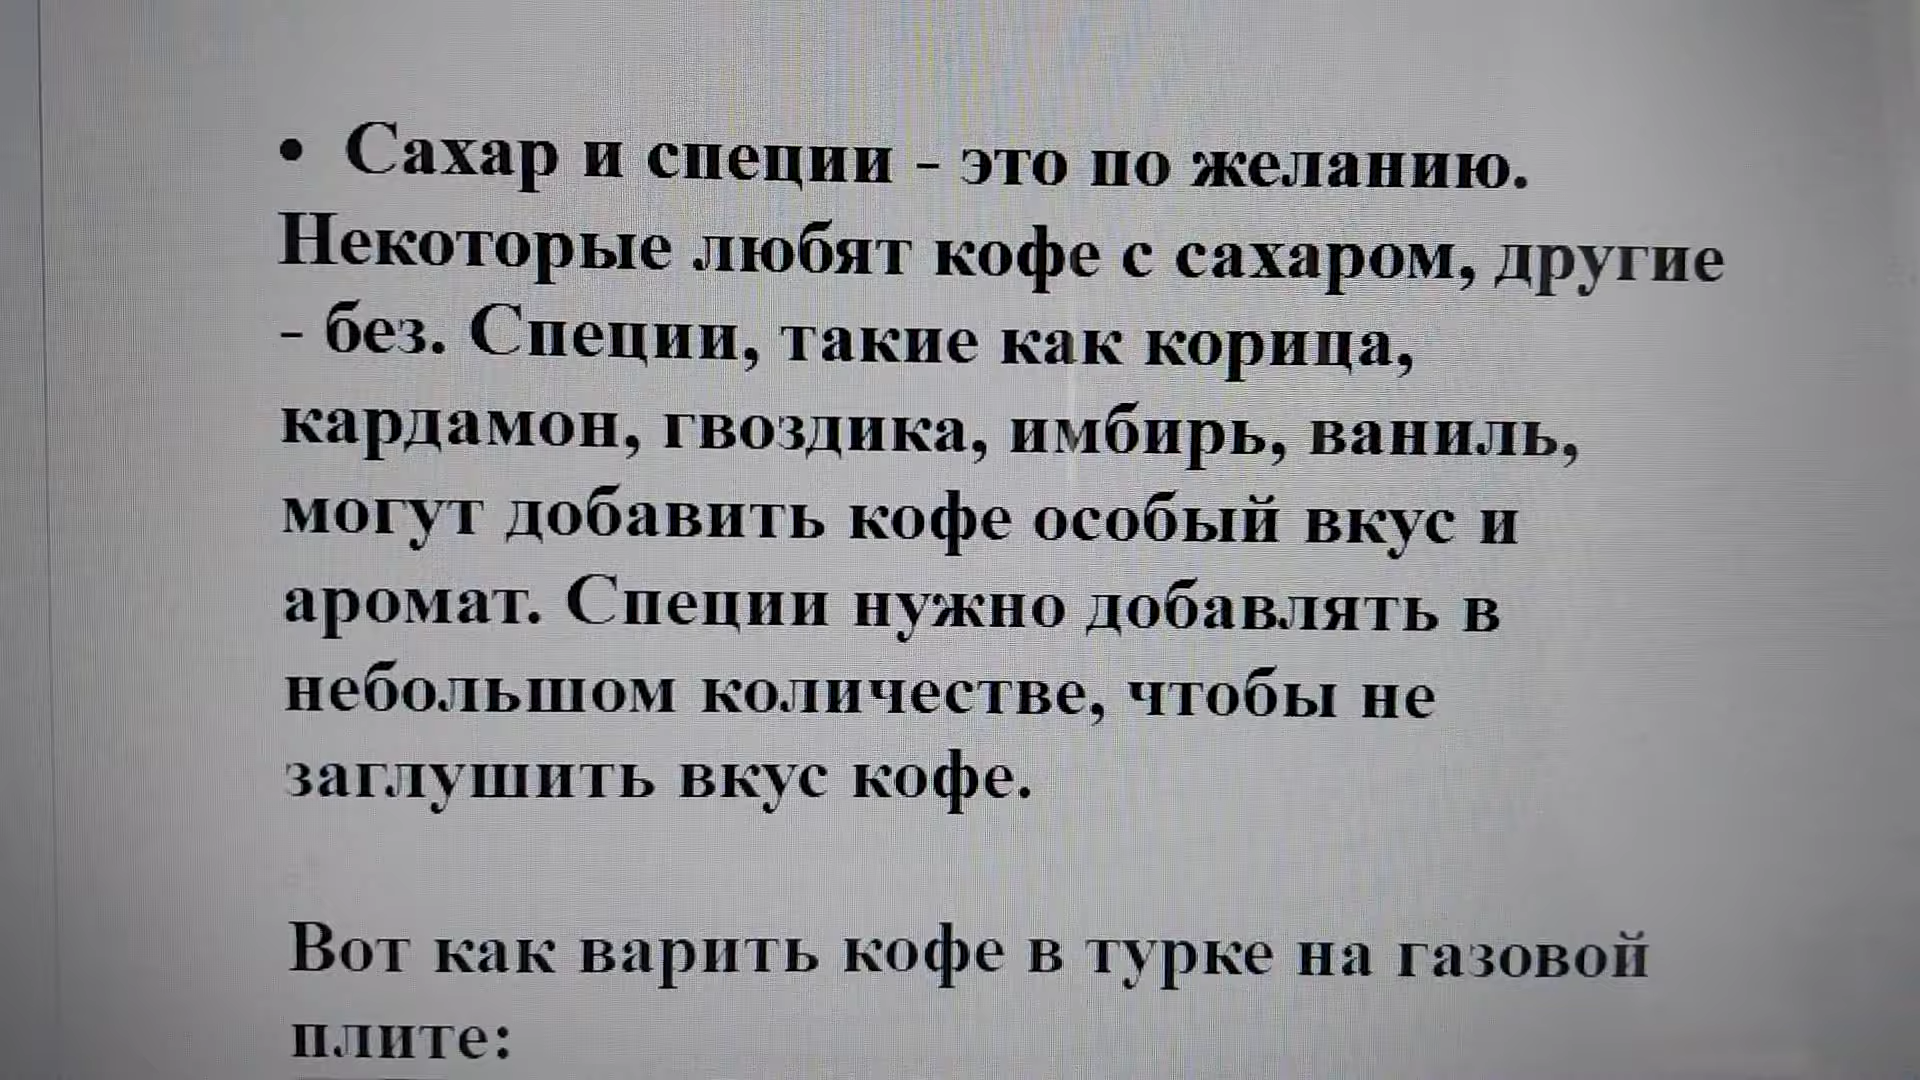 • Сахар и специи - это по желанию.
Некоторые любят кофе с сахаром, другие
- без. Специи, такие как корица,
кардамон, гвоздика, имбирь, ваниль,
могут добавить кофе особый вкус и
аромат. Специи нужно добавлять в
небольшом количестве, чтобы не
заглушить вкус кофе.
Вот как варить кофе в турке на газовой
плите: